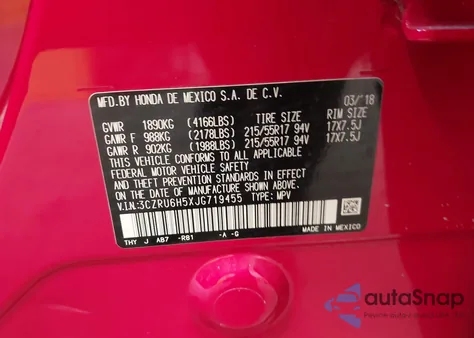 MFD.BY HONDA DE MEXICO S.A. DE C.V.
03/'18
GVWR 1890KG (4166LBS) TIRE SIZE RIM SIZE
GAWR F 988KG (2178LBS) 215/55R17 94V 17X7.5J
GAWR R 902KG (1988LBS) 215/55R17 94V 17X7.5J
THIS VEHICLE CONFORMS TO ALL APPLICABLE
FEDERAL MOTOR VEHICLE SAFETY AND THEFT
PREVENTION STANDARDS IN EFFECT ON THE
DATE OF MANUFACTURE SHOWN ABOVE.
V.I.N.:3CZRU6H5XJG719455 TYPE: MPV
THY J AB7 -R81 -A -G
MADE IN MEXICO
autoSnap